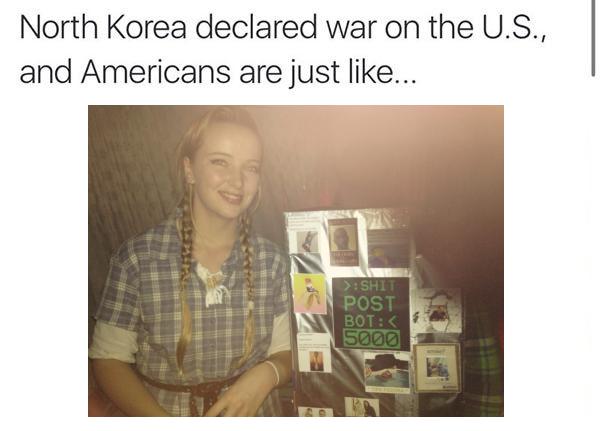 North Korea declared war on the U.S.,
and Americans are just like...
>:SHIT
POST
BOT:<
5000